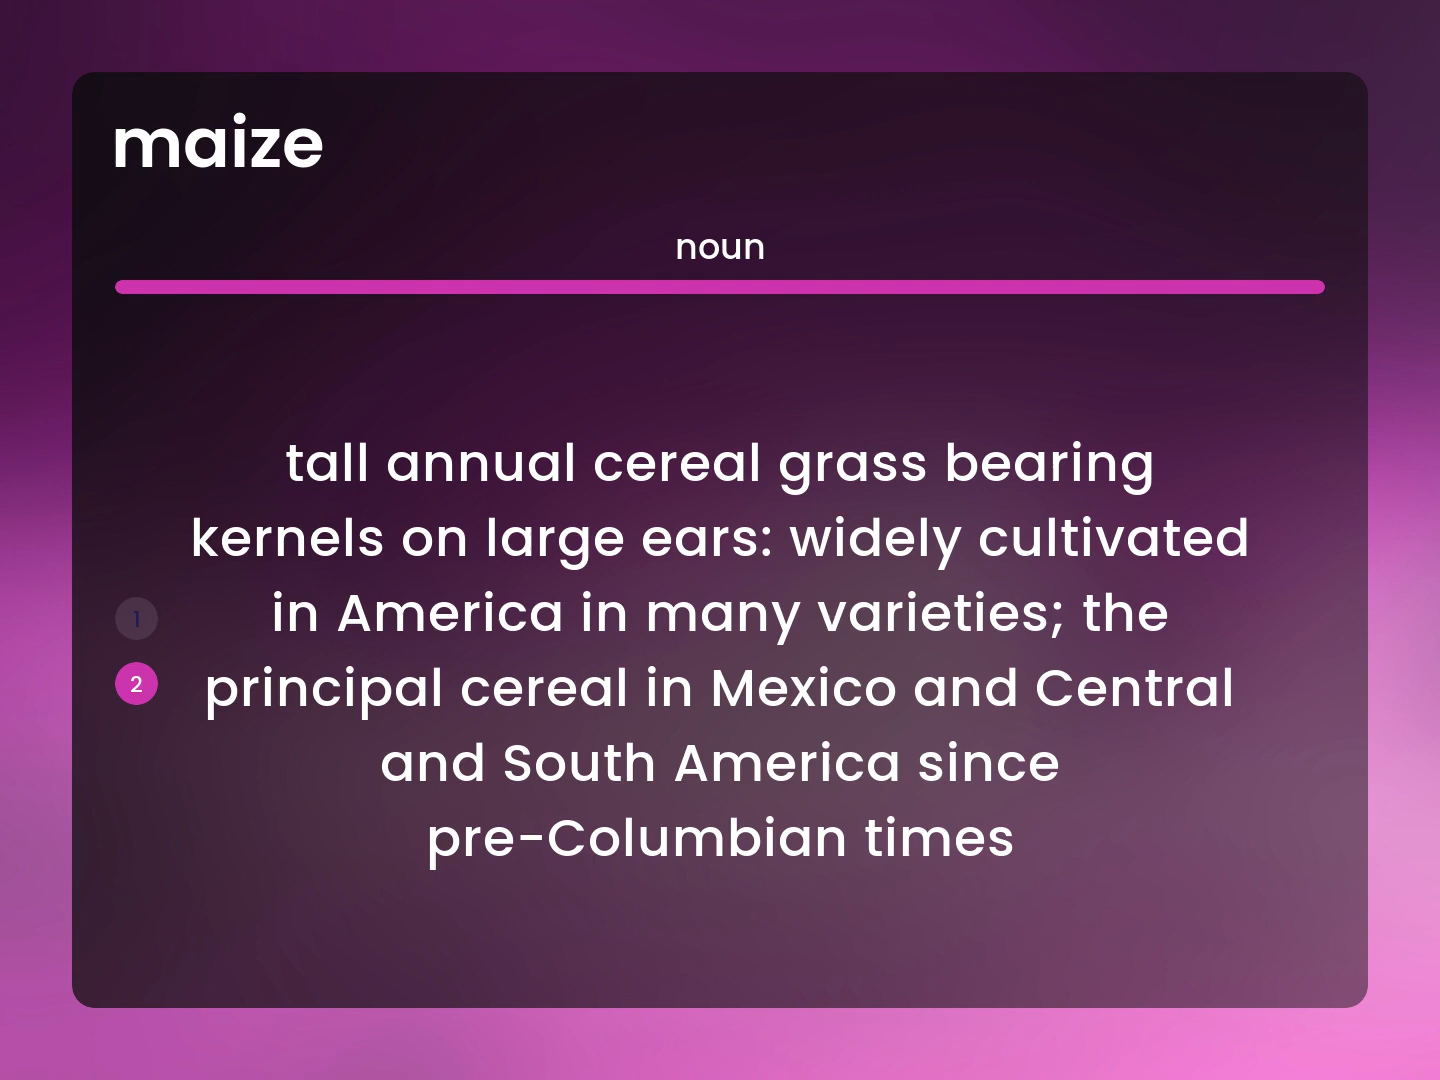 maize
noun
tall annual cereal grass bearing
kernels on large ears: widely cultivated
in America in many varieties; the
principal cereal in Mexico and Central
and South America since
pre-Columbian times
1
2